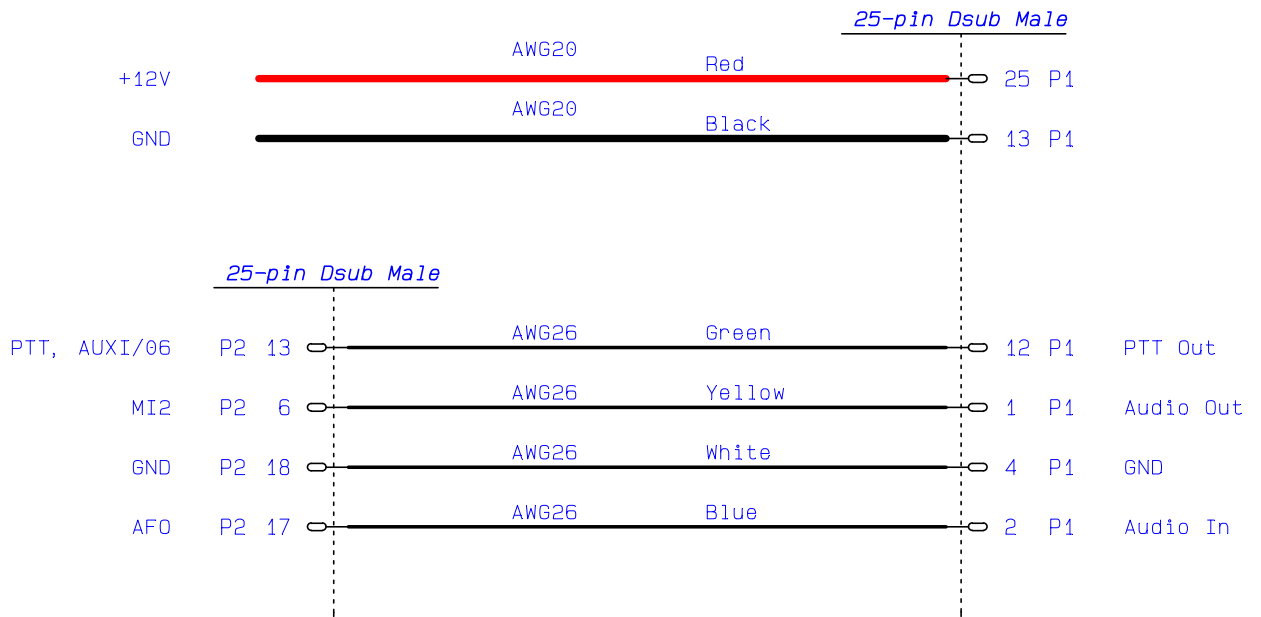 25-pin Dsub Male
AWG20
Red
+12V 25 P1
AWG20
Black
GND 13 P1
25-pin Dsub Male
AWG26 Green
PTT, AUXI/06 P2 13 12 P1 PTT Out
AWG26 Yellow
MI2 P2 6 1 P1 Audio Out
AWG26 White
GND P2 18 4 P1 GND
AWG26 Blue
AFO P2 17 2 P1 Audio In